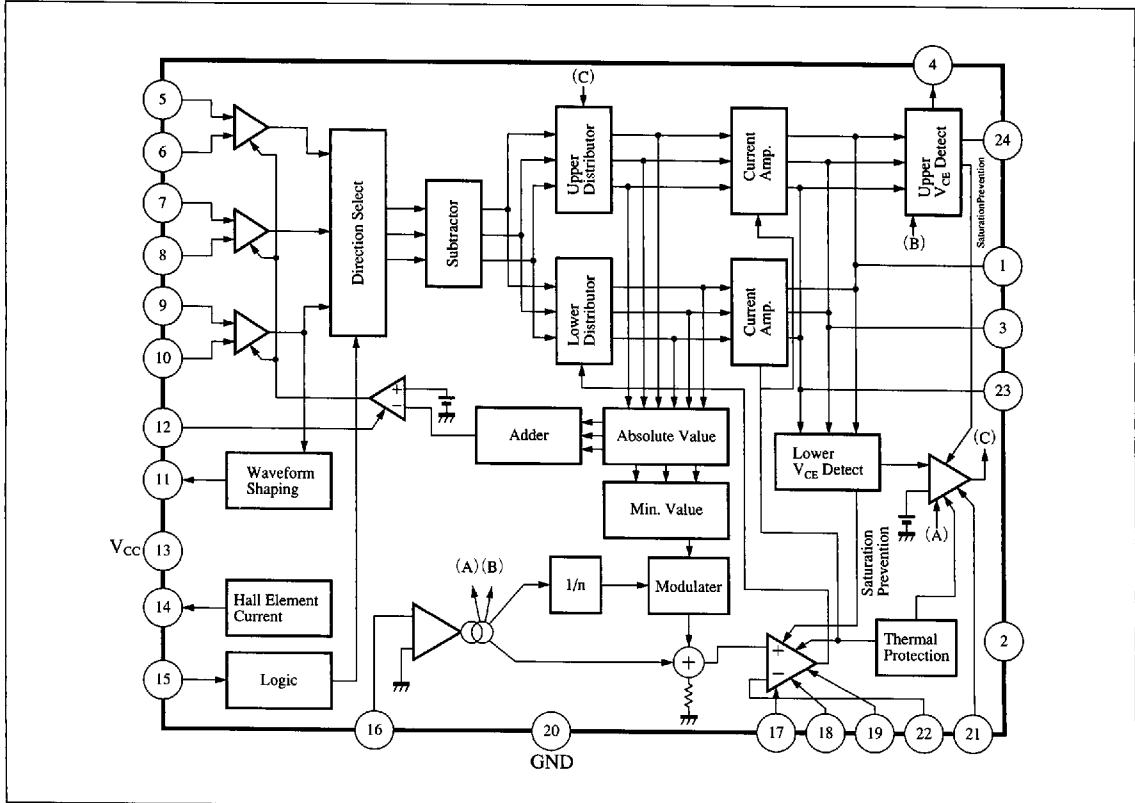 4
(C)
5
6
7
8
9
10
12
11
VCC
13
14
15
24
1
3
23
2
Direction Select
Subtractor
Upper
Distributor
Lower
Distributor
Current
Amp.
Current
Amp.
Upper
VCE Detect
SaturationPrevention
(B)
+
−
Adder
Absolute Value
Lower
VCE Detect
(C)
Waveform
Shaping
Min. Value
(A)
Saturation
Prevention
(A) (B)
1/n
Modulater
Hall Element
Current
Logic
+
+
−
Thermal
Protection
16
20
GND
17
18
19
22
21